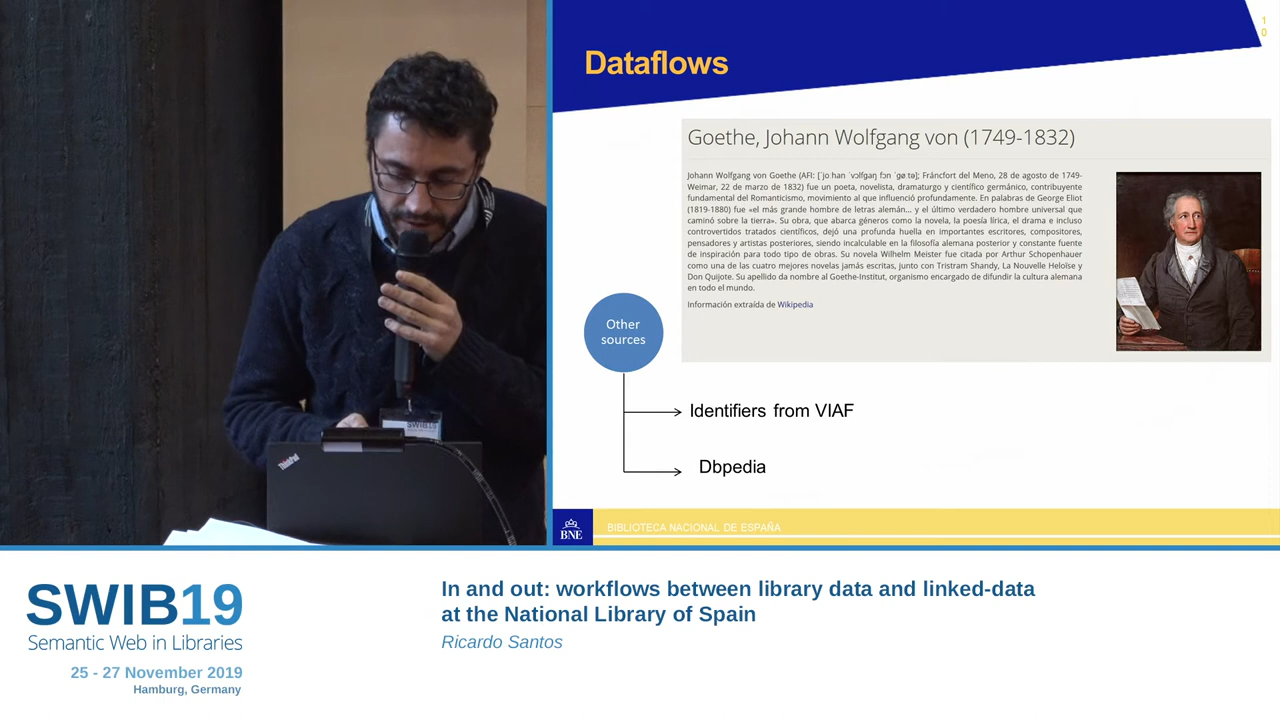 Dataflows
1
0
Goethe, Johann Wolfgang von (1749-1832)
Johann Wolfgang von Goethe (AFI: [ˈjoːhan ˈvɔlfɡaŋ fɔn ˈɡøːtə]; Fráncfort del Meno, 28 de agosto de 1749-
Weimar, 22 de marzo de 1832) fue un poeta, novelista, dramaturgo y científico germánico, contribuyente
fundamental del Romanticismo, movimiento al que influenció profundamente. En palabras de George Eliot
(1819-1880) fue «el más grande hombre de letras alemán... y el último verdadero hombre universal que
caminó sobre la tierra». Su obra, que abarca géneros como la novela, la poesía lírica, el drama e incluso
controvertidos tratados científicos, dejó una profunda huella en importantes escritores, compositores,
pensadores y artistas posteriores, siendo incalculable en la filosofía alemana posterior y constante fuente
de inspiración para todo tipo de obras. Su novela Wilhelm Meister fue citada por Arthur Schopenhauer
como una de las cuatro mejores novelas jamás escritas, junto con Tristram Shandy, La Nouvelle Heloïse y
Don Quijote. Su apellido da nombre al Goethe-Institut, organismo encargado de difundir la cultura alemana
en todo el mundo.
Información extraída de Wikipedia
Other
sources
Identifiers from VIAF
Dbpedia
BNE
BIBLIOTECA NACIONAL DE ESPAÑA
SWIB19
ThinkPad
SWIB19
Semantic Web in Libraries
25 - 27 November 2019
Hamburg, Germany
In and out: workflows between library data and linked-data
at the National Library of Spain
Ricardo Santos